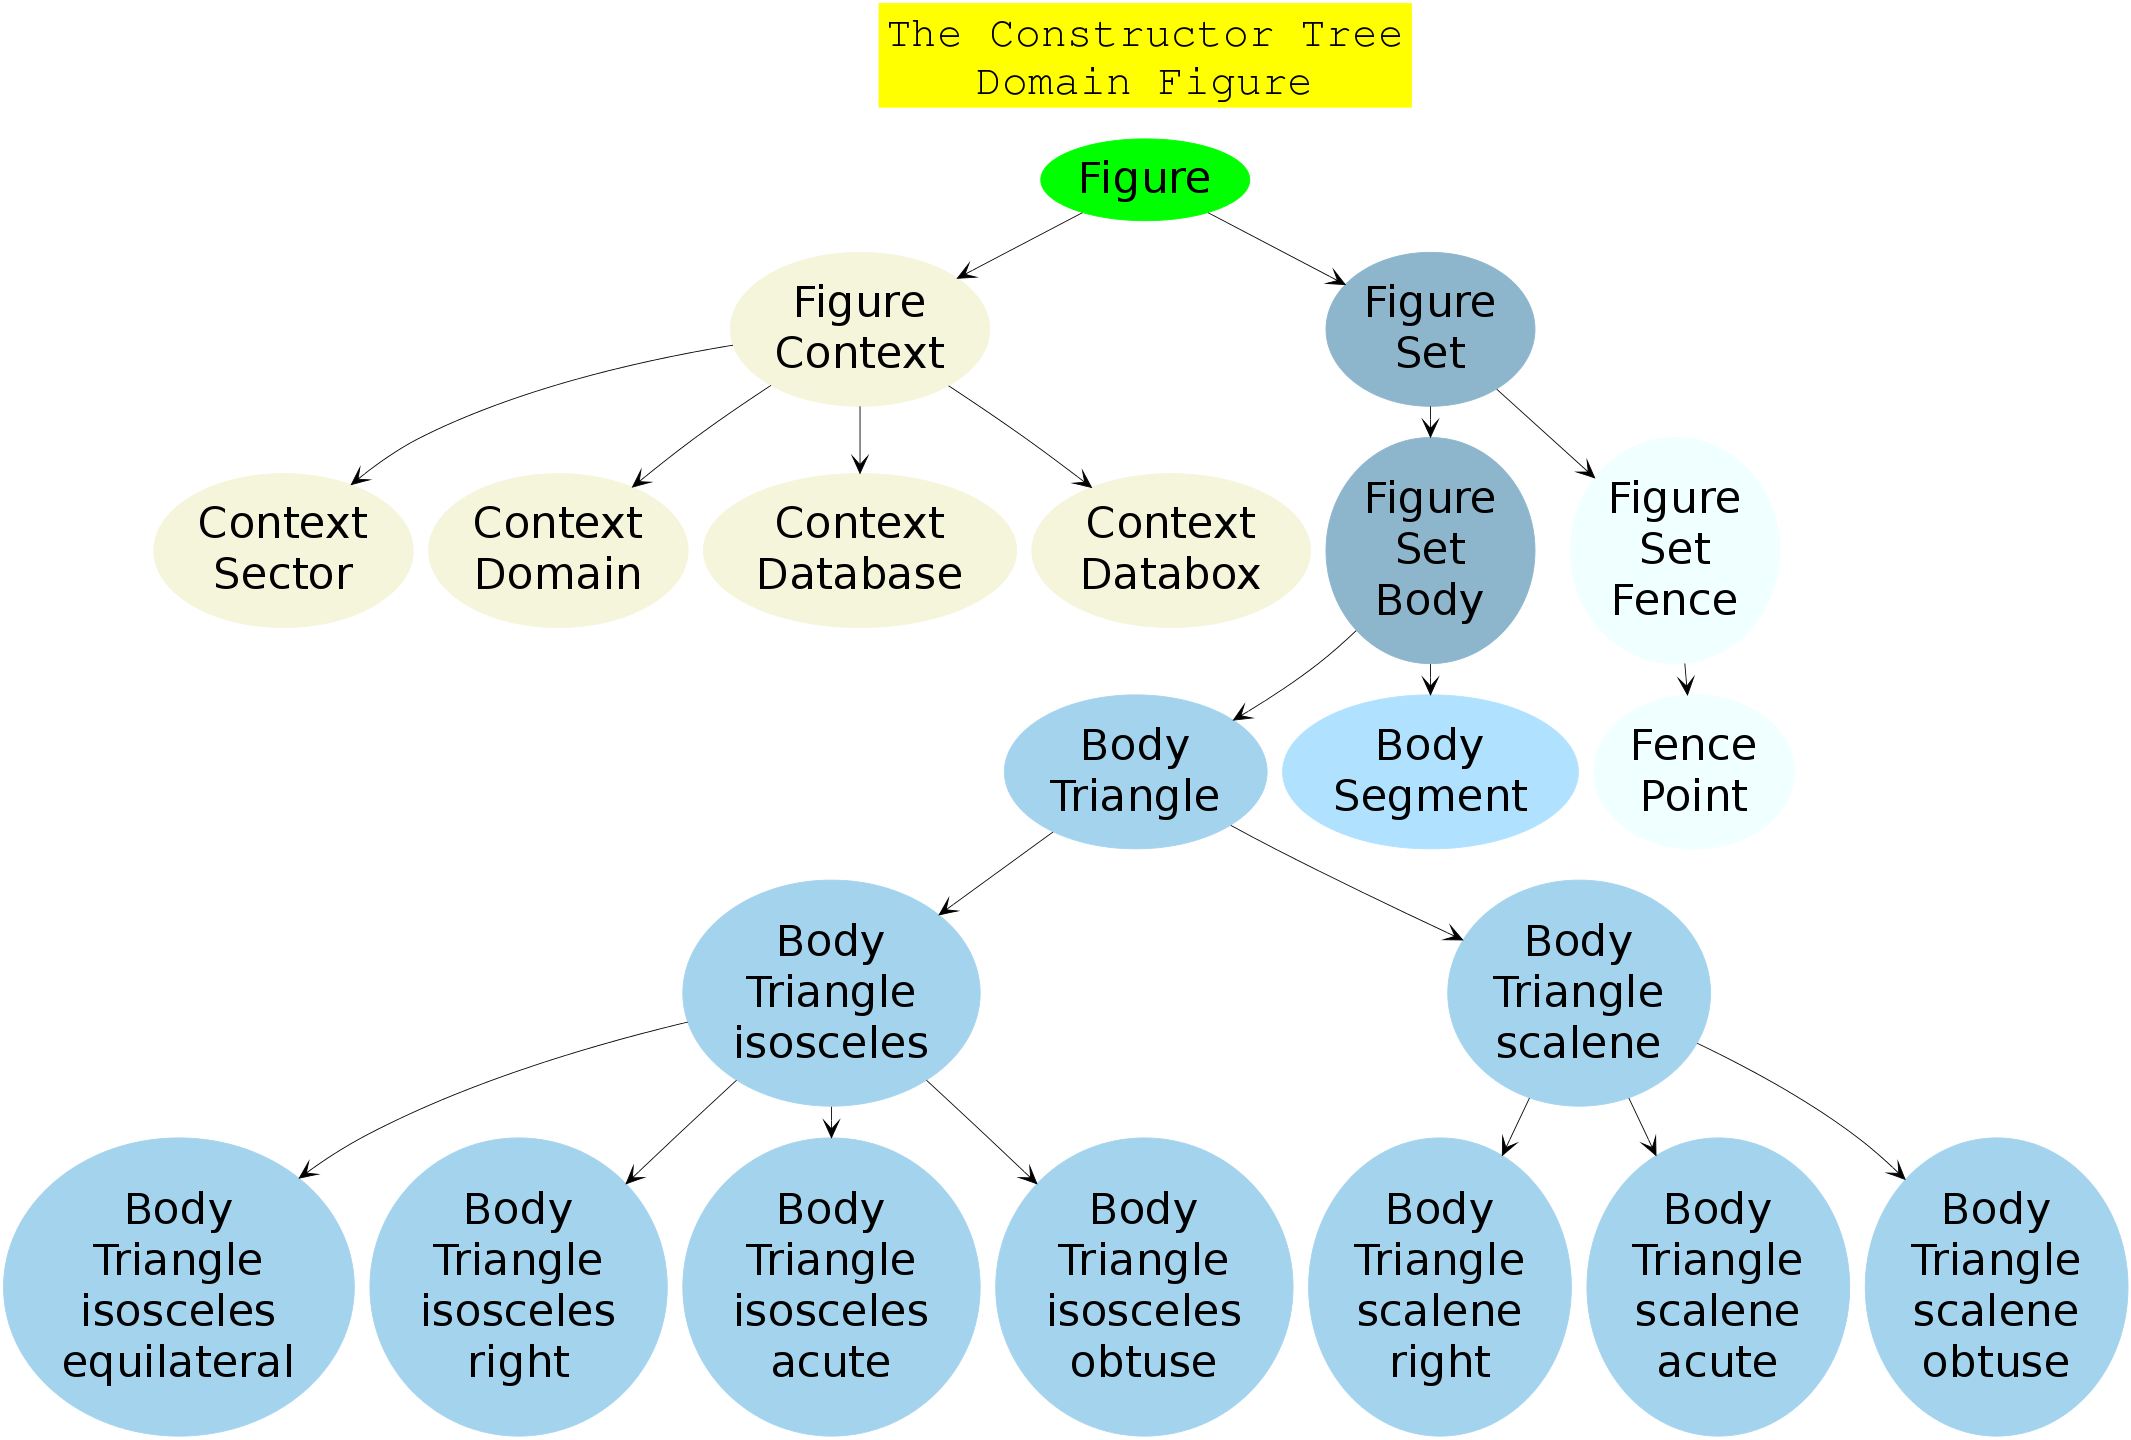 The Constructor Tree
Domain Figure
Figure
Figure
Context
Figure
Set
Context
Sector
Context
Domain
Context
Database
Context
Databox
Figure
Set
Body
Figure
Set
Fence
Body
Triangle
Body
Segment
Fence
Point
Body
Triangle
isosceles
Body
Triangle
scalene
Body
Triangle
isosceles
equilateral
Body
Triangle
isosceles
right
Body
Triangle
isosceles
acute
Body
Triangle
isosceles
obtuse
Body
Triangle
scalene
right
Body
Triangle
scalene
acute
Body
Triangle
scalene
obtuse